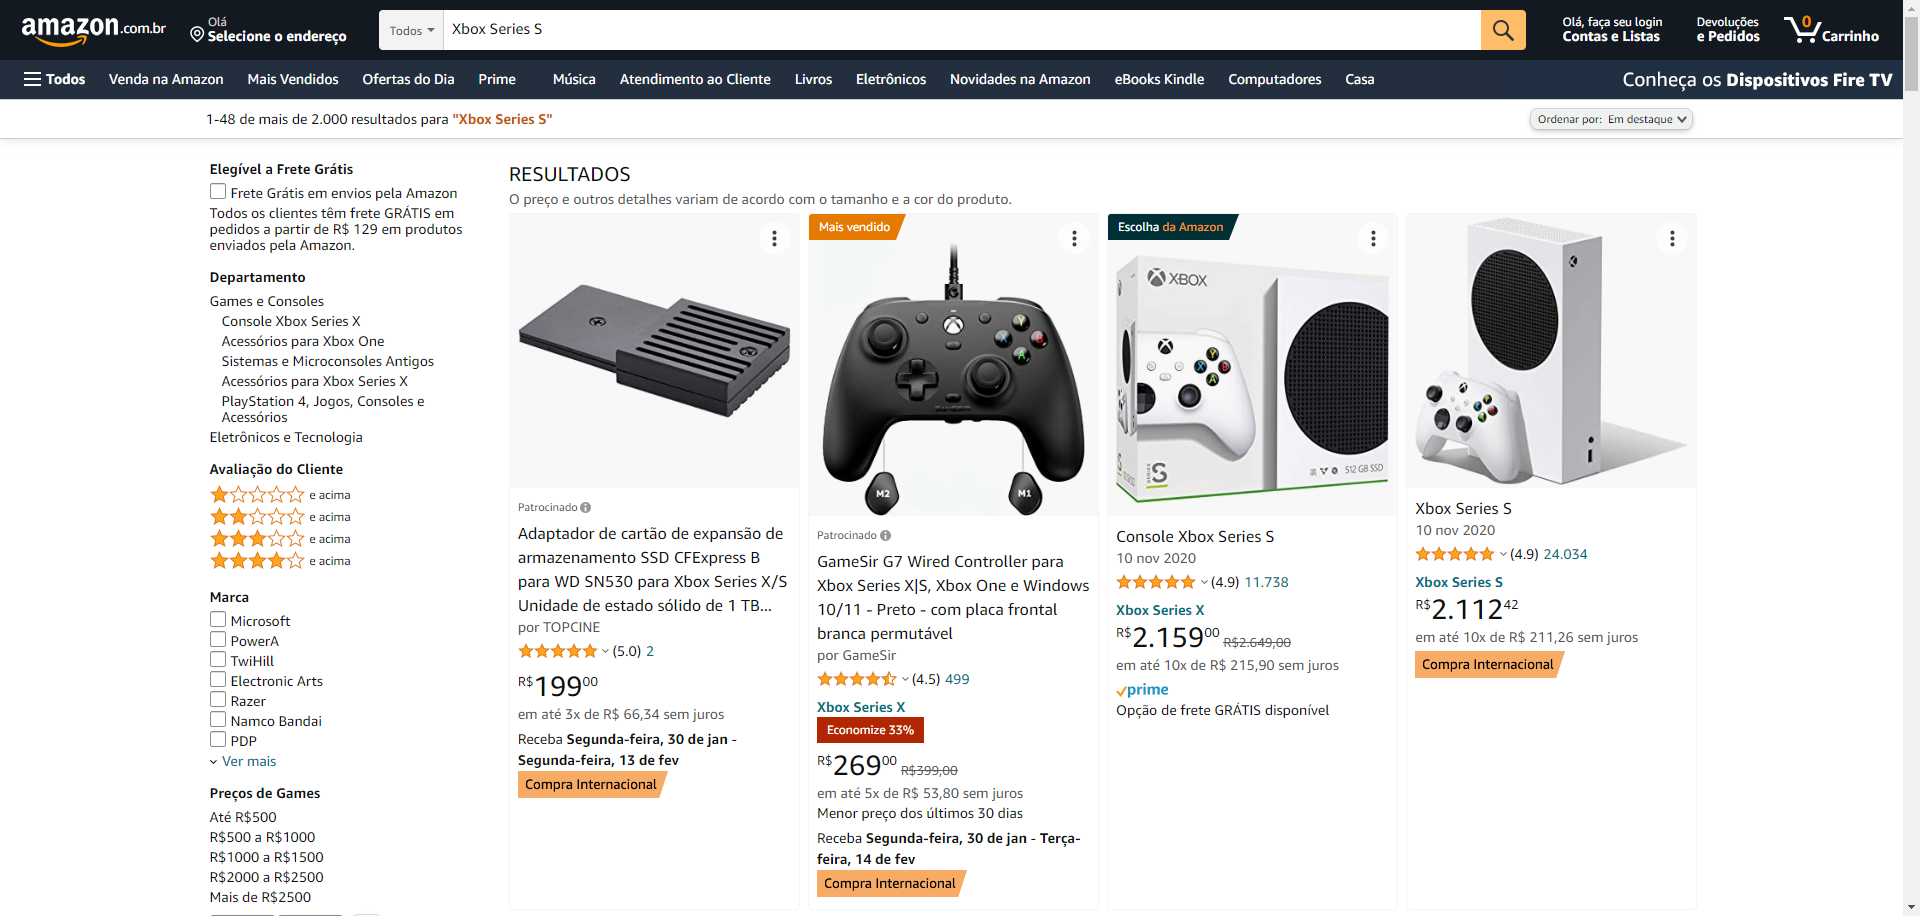 amazon.com.br
Olá
Selecione o endereço
Todos
Xbox Series S
Olá, faça seu login
Contas e Listas
Devoluções
e Pedidos
0
Carrinho
Todos
Venda na Amazon
Mais Vendidos
Ofertas do Dia
Prime
Música
Atendimento ao Cliente
Livros
Eletrônicos
Novidades na Amazon
eBooks Kindle
Computadores
Casa
Conheça os Dispositivos Fire TV
1-48 de mais de 2.000 resultados para "Xbox Series S"
Ordenar por: Em destaque
Elegível a Frete Grátis
Frete Grátis em envios pela Amazon
Todos os clientes têm frete GRÁTIS em
pedidos a partir de R$ 129 em produtos
enviados pela Amazon.
Departamento
Games e Consoles
Console Xbox Series X
Acessórios para Xbox One
Sistemas e Microconsoles Antigos
Acessórios para Xbox Series X
PlayStation 4, Jogos, Consoles e
Acessórios
Eletrônicos e Tecnologia
Avaliação do Cliente
e acima
e acima
e acima
e acima
Marca
Microsoft
PowerA
TwiHill
Electronic Arts
Razer
Namco Bandai
PDP
Ver mais
Preços de Games
Até R$500
R$500 a R$1000
R$1000 a R$1500
R$2000 a R$2500
Mais de R$2500
RESULTADOS
O preço e outros detalhes variam de acordo com o tamanho e a cor do produto.
Patrocinado
Adaptador de cartão de expansão de
armazenamento SSD CFExpress B
para WD SN530 para Xbox Series X/S
Unidade de estado sólido de 1 TB...
por TOPCINE
(5.0) 2
R$19900
em até 3x de R$ 66,34 sem juros
Receba Segunda-feira, 30 de jan -
Segunda-feira, 13 de fev
Compra Internacional
Mais vendido
Y
X B
A
M2
M1
Patrocinado
GameSir G7 Wired Controller para
Xbox Series X|S, Xbox One e Windows
10/11 - Preto - com placa frontal
branca permutável
por GameSir
(4.5) 499
Xbox Series X
Economize 33%
R$26900 R$399,00
em até 5x de R$ 53,80 sem juros
Menor preço dos últimos 30 dias
Receba Segunda-feira, 30 de jan - Terça-
feira, 14 de fev
Compra Internacional
Escolha da Amazon
XBOX
Y
X B
A
SERIES S
512 GB SSD
Console Xbox Series S
10 nov 2020
(4.9) 11.738
Xbox Series X
R$2.15900 R$2.649,00
em até 10x de R$ 215,90 sem juros
prime
Opção de frete GRÁTIS disponível
Xbox Series S
10 nov 2020
(4.9) 24.034
Xbox Series S
R$2.11242
em até 10x de R$ 211,26 sem juros
Compra Internacional